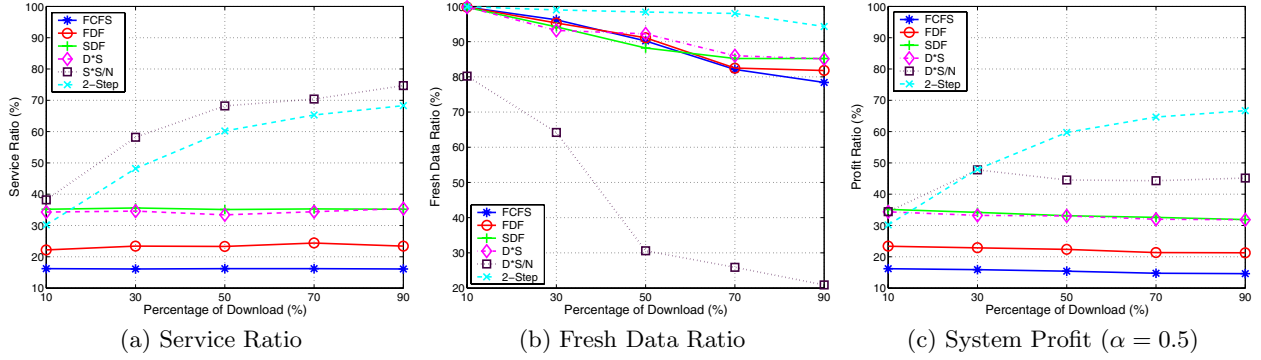 100
90
80
70
60
50
40
30
20
10
10
30
50
70
90
Service Ratio (%)
Percentage of Download (%)
FCFS
FDF
SDF
D*S
S*S/N
2-Step
(a) Service Ratio
100
90
80
70
60
50
40
30
20
10
30
50
70
90
Fresh Data Ratio (%)
Percentage of Download (%)
FCFS
FDF
SDF
D*S
D*S/N
2-Step
(b) Fresh Data Ratio
100
90
80
70
60
50
40
30
20
10
10
30
50
70
90
Profit Ratio (%)
Percentage of Download (%)
FCFS
FDF
SDF
D*S
D*S/N
2-Step
(c) System Profit (α = 0.5)